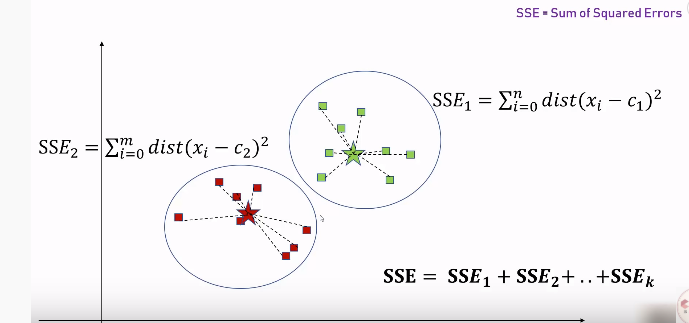 SSE = Sum of Squared Errors
SSE₁ = ∑ⁿᵢ₌₀ dist(xᵢ − c₁)²
SSE₂ = ∑ᵐᵢ₌₀ dist(xᵢ − c₂)²
SSE = SSE₁ + SSE₂+ . . +SSEₖ